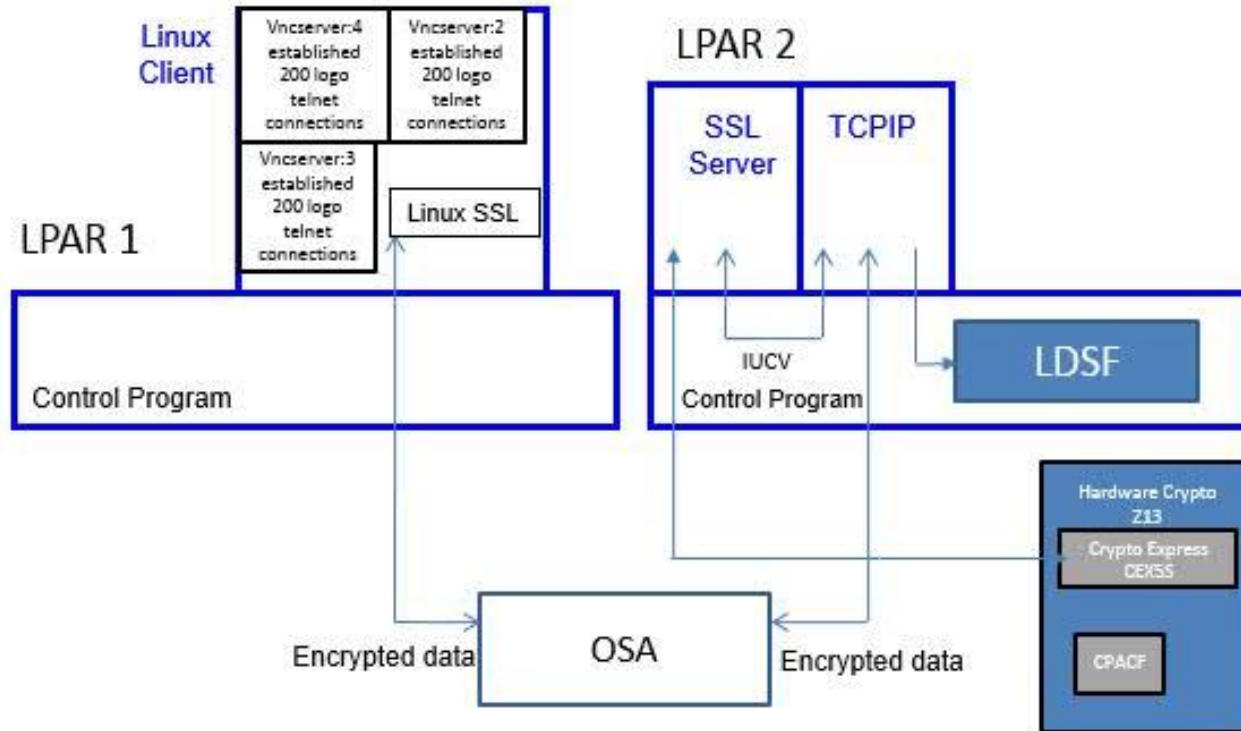 Linux
Client
Vncserver:4
established
200 logo
telnet
connections
Vncserver:2
established
200 logo
telnet
connections
Vncserver:3
established
200 logo
telnet
connections
Linux SSL
LPAR 1
Control Program
LPAR 2
SSL
Server
TCPIP
IUCV
Control Program
LDSF
Hardware Crypto
Z13
Crypto Express
CEX5S
CPACF
Encrypted data
OSA
Encrypted data